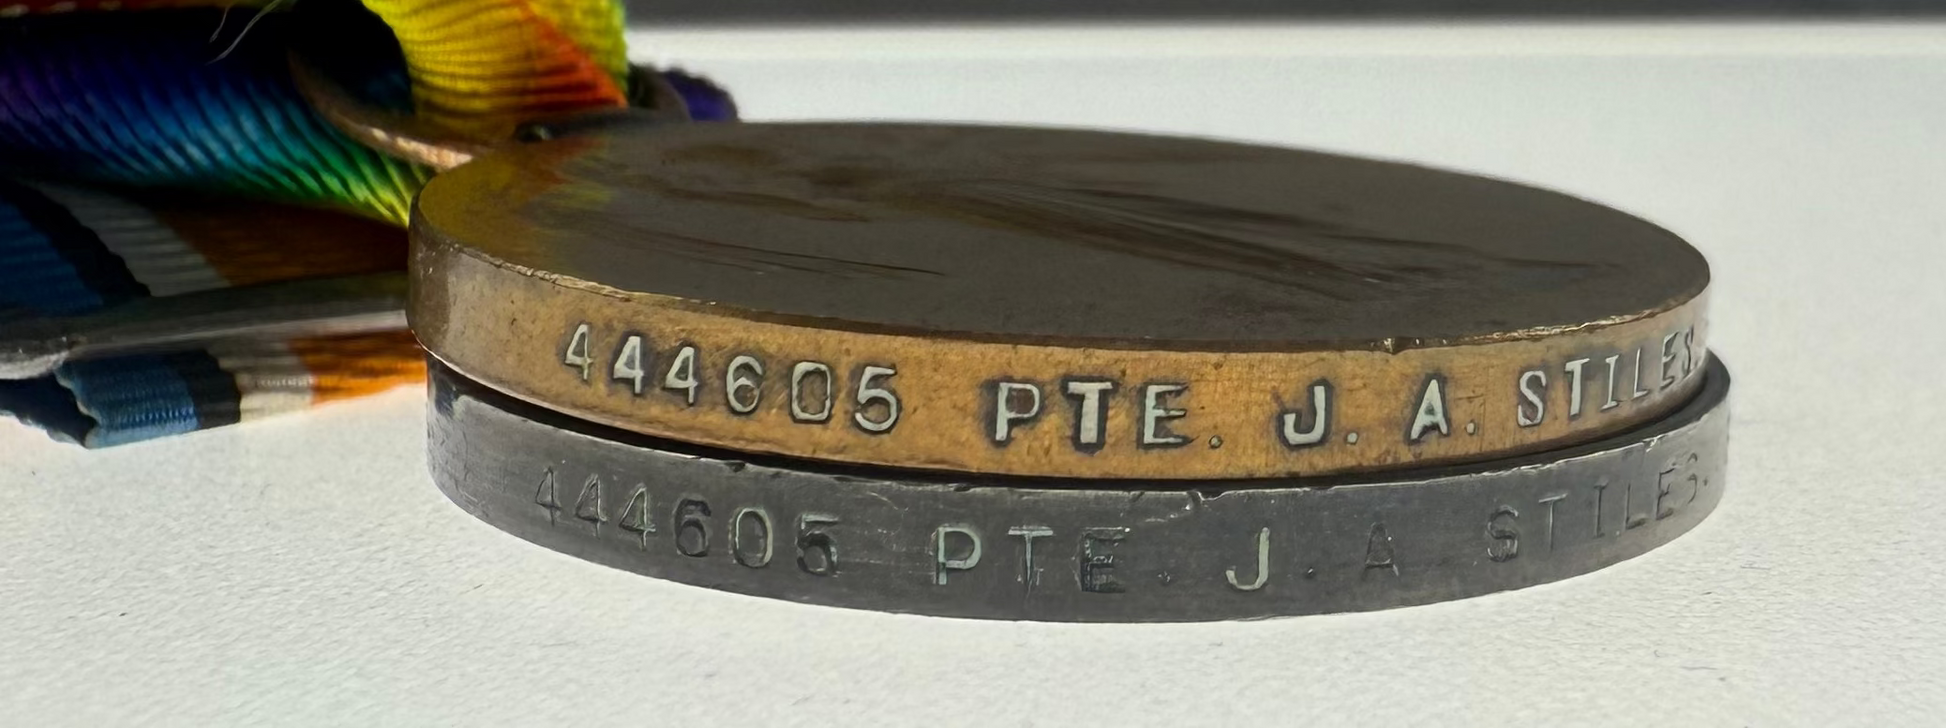 444605 PTE. J. A. STILES.
444605 PTE. J. A STILES.